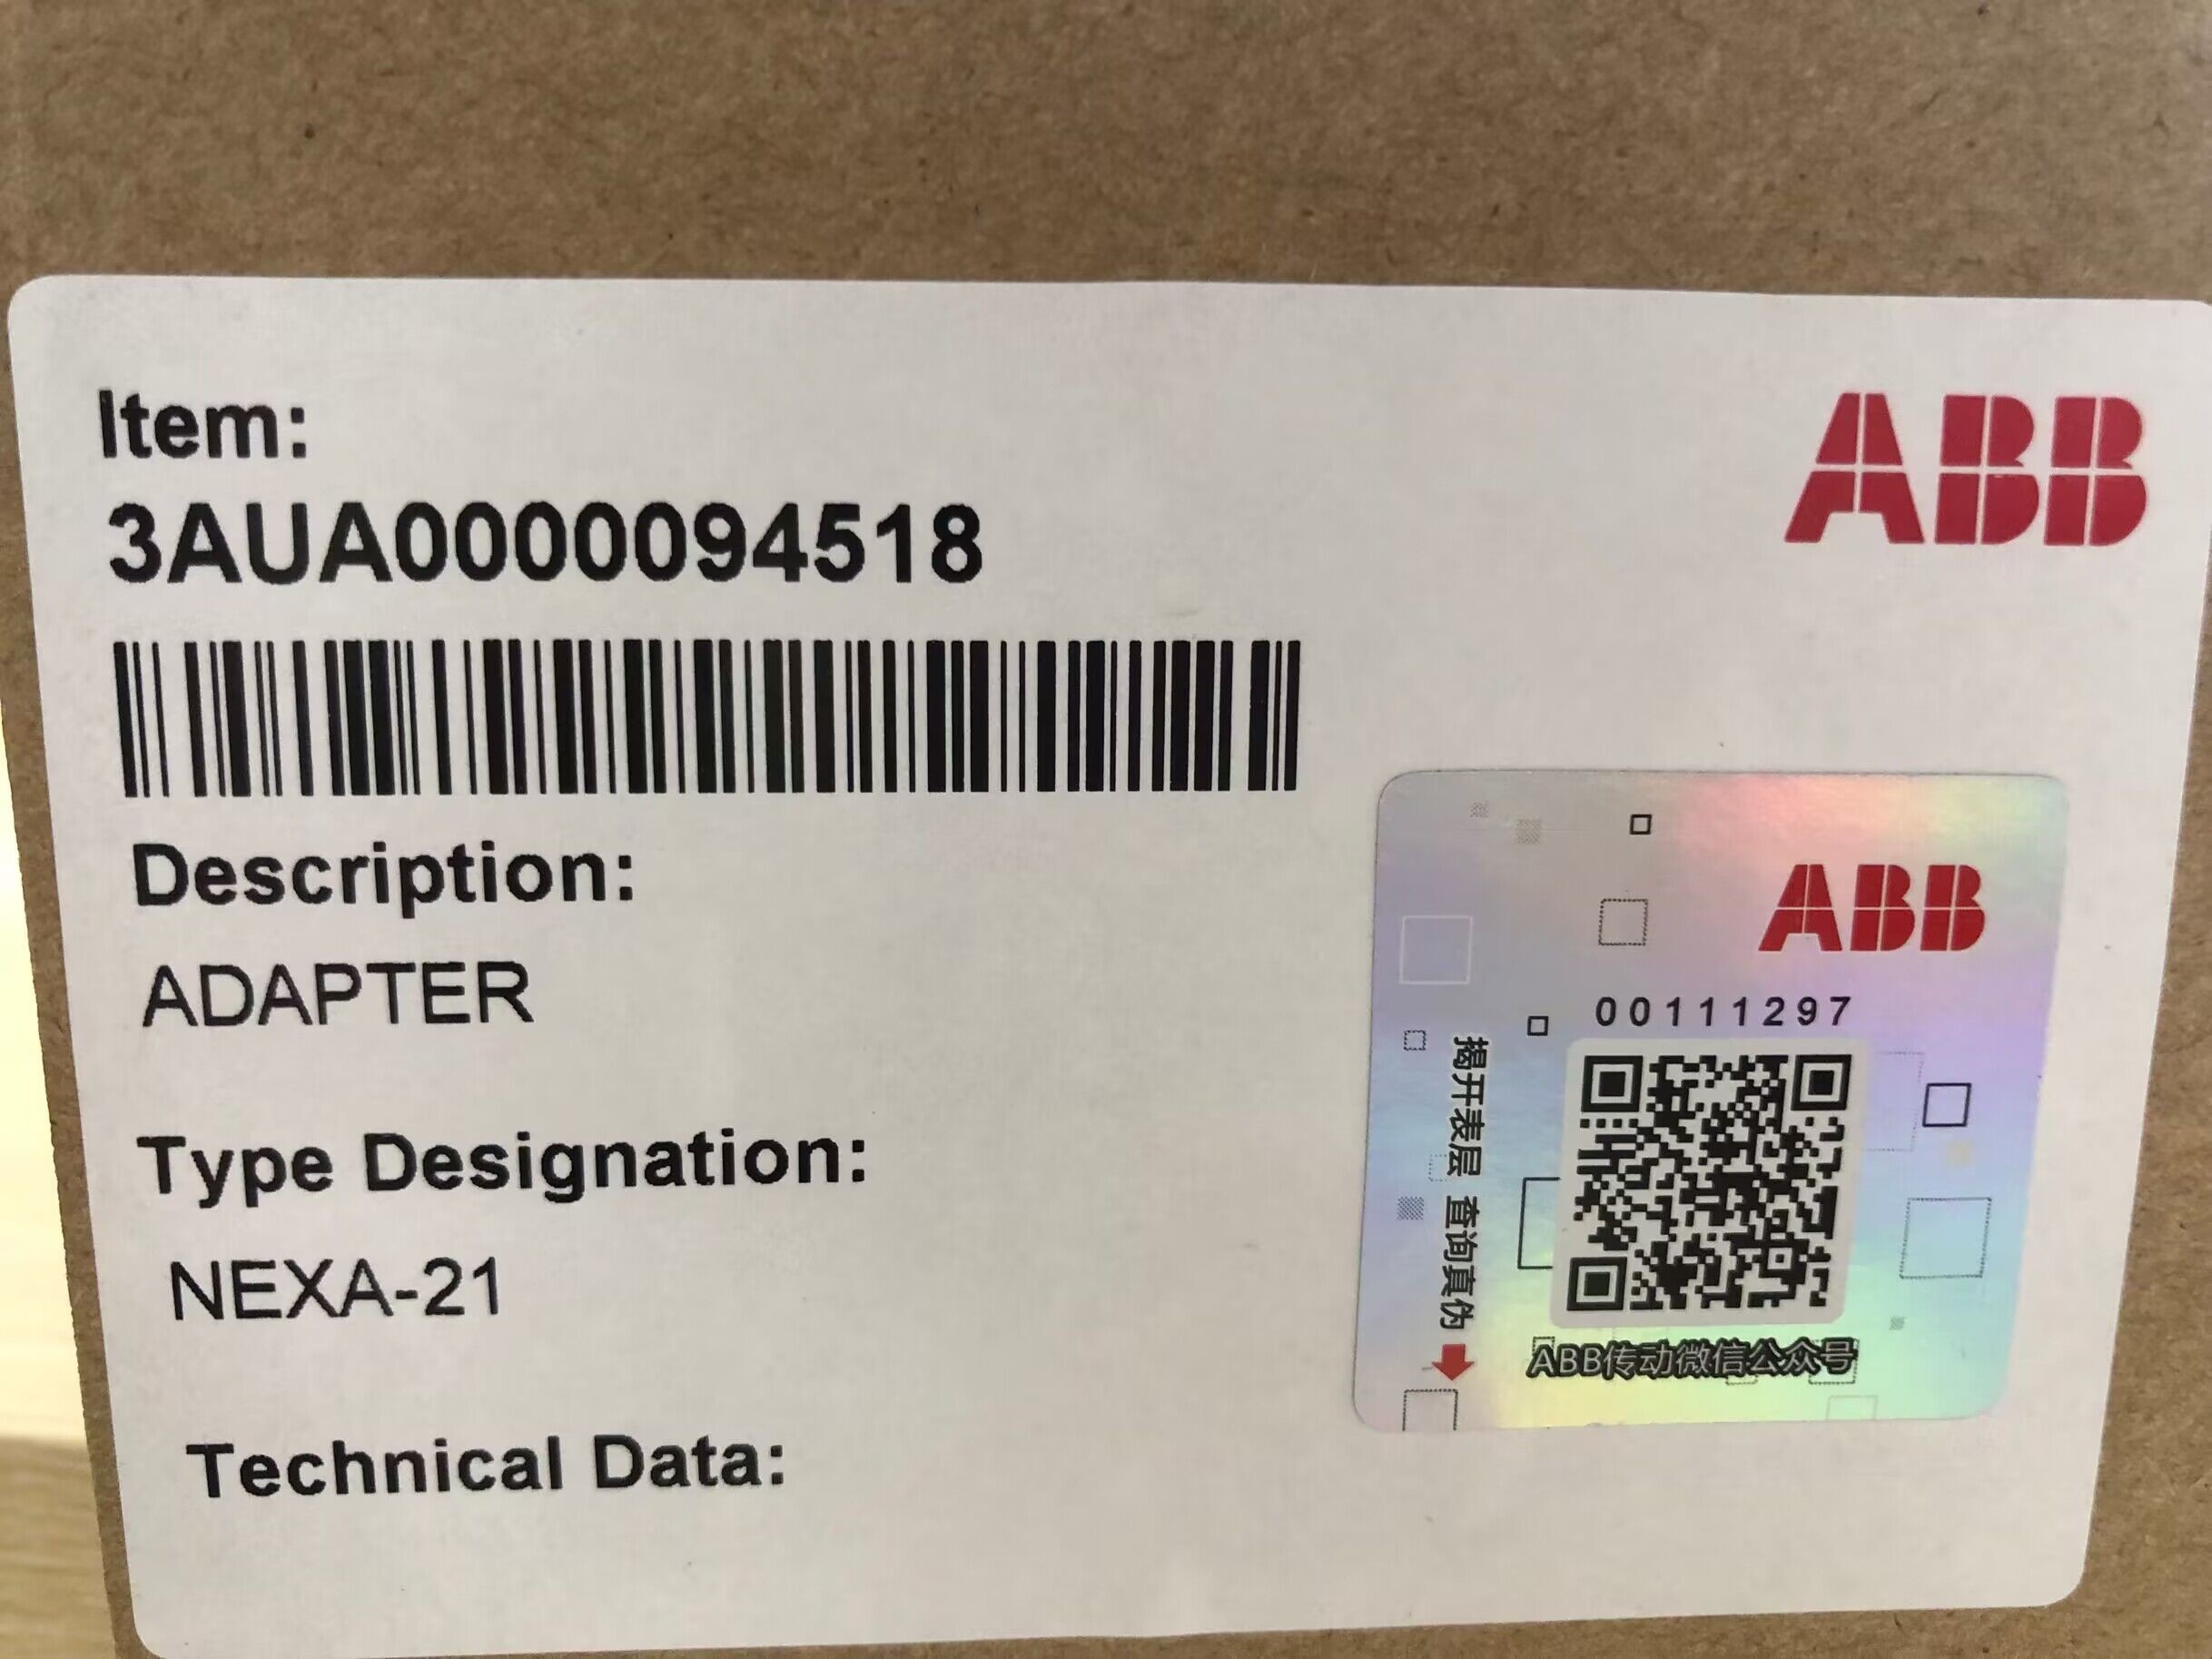 Item:
ABB
3AUA0000094518
Description:
ADAPTER
Type Designation:
NEXA-21
Technical Data:
ABB
00111297
揭开表层 查询真伪
ABB传动微信公众号